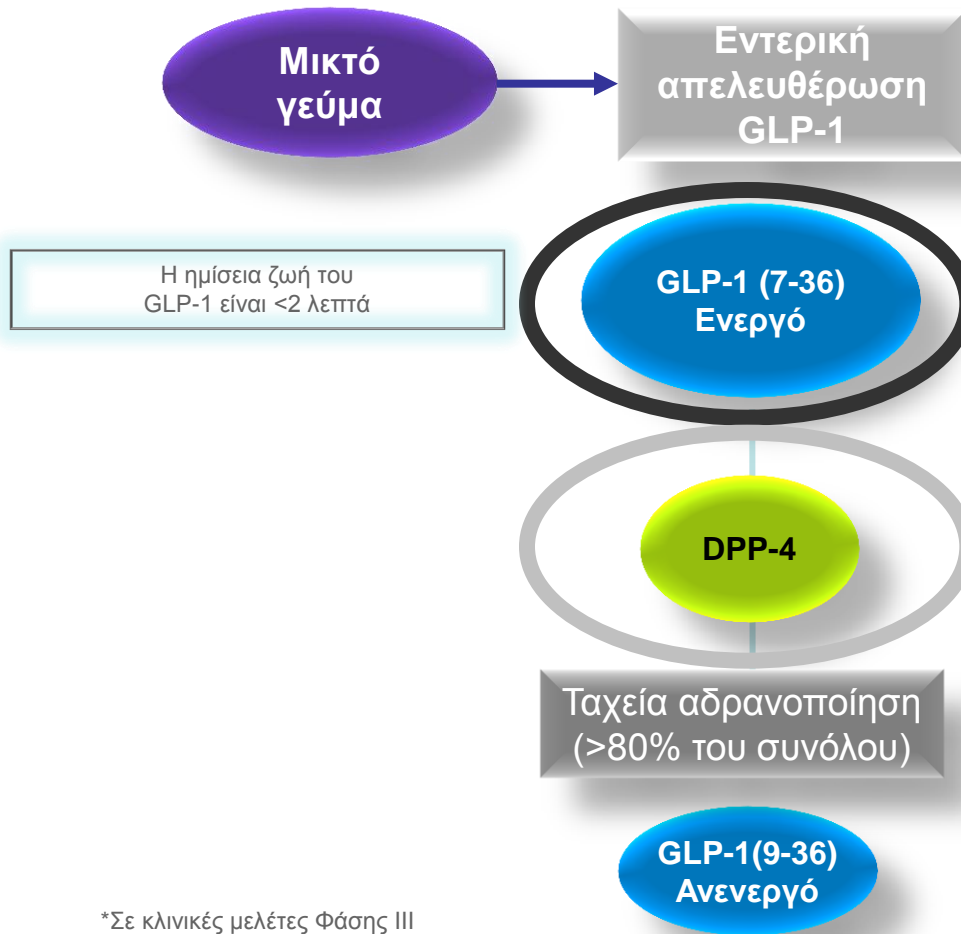 Μικτό
γεύμα
Εντερική
απελευθέρωση
GLP-1
Η ημίσεια ζωή του
GLP-1 είναι <2 λεπτά
GLP-1 (7-36)
Ενεργό
DPP-4
Ταχεία αδρανοποίηση
(>80% του συνόλου)
GLP-1(9-36)
Ανενεργό
*Σε κλινικές μελέτες Φάσης ΙΙΙ